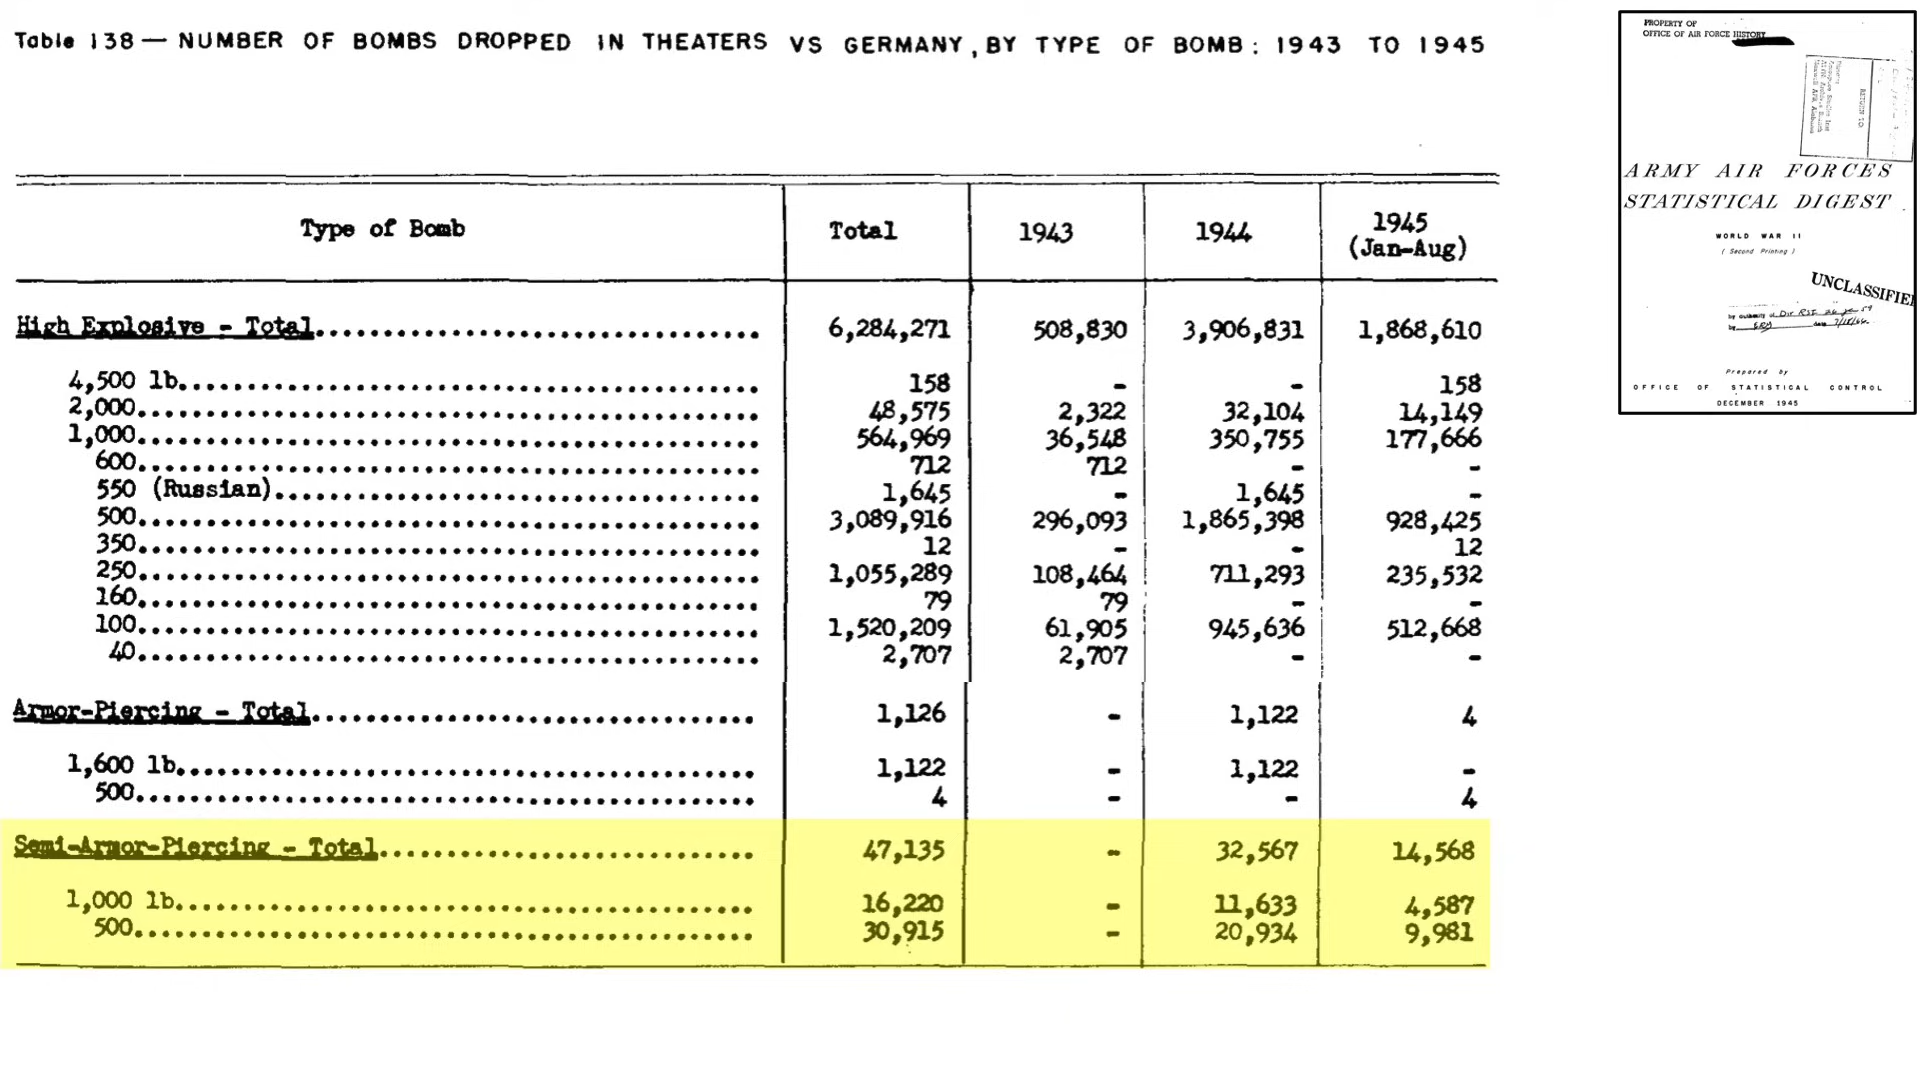 Table 138— NUMBER OF BOMBS DROPPED IN THEATERS VS GERMANY, BY TYPE OF BOMB: 1943 TO 1945
Type of Bomb Total 1943 1944 1945 (Jan-Aug)
High Explosive - Total 6,284,271 508,830 3,906,831 1,868,610
4,500 lb. 158 - - 158
2,000 48,575 2,322 32,104 14,149
1,000 564,969 36,548 350,755 177,666
600 712 712 - -
550 (Russian) 1,645 - 1,645 -
500 3,089,916 296,093 1,865,398 928,425
350 12 - - 12
250 1,055,289 108,464 711,293 235,532
160 79 79 - -
100 1,520,209 61,905 945,636 512,668
40 2,707 2,707 - -
Armor-Piercing - Total 1,126 - 1,122 4
1,600 lb. 1,122 - 1,122 -
500 4 - - 4
Semi-Armor-Piercing - Total 47,135 - 32,567 14,568
1,000 lb. 16,220 - 11,633 4,587
500 30,915 - 20,934 9,981
PROPERTY OF
OFFICE OF AIR FORCE HISTORY
RETURN TO
ARMY AIR FORCES
STATISTICAL DIGEST
WORLD WAR II
( Second Printing )
UNCLASSIFIE
by authority
by date
Prepared by
OFFICE OF STATISTICAL CONTROL
DECEMBER 1945